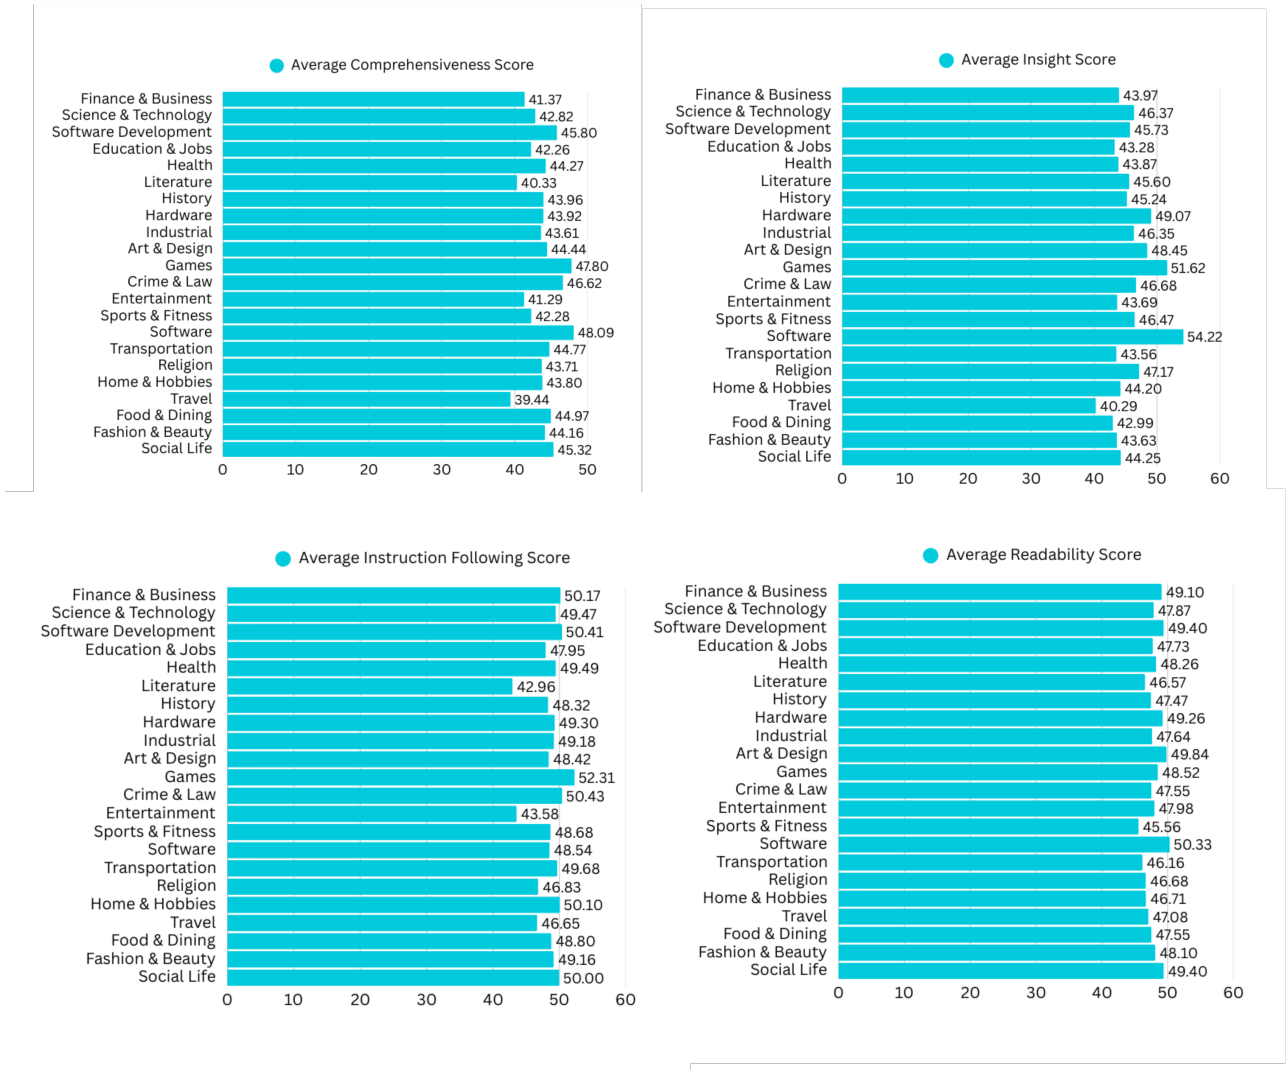 Average Comprehensiveness Score
Finance & Business 41.37
Science & Technology 42.82
Software Development 45.80
Education & Jobs 42.26
Health 44.27
Literature 40.33
History 43.96
Hardware 43.92
Industrial 43.61
Art & Design 44.44
Games 47.80
Crime & Law 46.62
Entertainment 41.29
Sports & Fitness 42.28
Software 48.09
Transportation 44.77
Religion 43.71
Home & Hobbies 43.80
Travel 39.44
Food & Dining 44.97
Fashion & Beauty 44.16
Social Life 45.32
0 10 20 30 40 50
Average Insight Score
Finance & Business 43.97
Science & Technology 46.37
Software Development 45.73
Education & Jobs 43.28
Health 43.87
Literature 45.60
History 45.24
Hardware 49.07
Industrial 46.35
Art & Design 48.45
Games 51.62
Crime & Law 46.68
Entertainment 43.69
Sports & Fitness 46.47
Software 54.22
Transportation 43.56
Religion 47.17
Home & Hobbies 44.20
Travel 40.29
Food & Dining 42.99
Fashion & Beauty 43.63
Social Life 44.25
0 10 20 30 40 50 60
Average Instruction Following Score
Finance & Business 50.17
Science & Technology 49.47
Software Development 50.41
Education & Jobs 47.95
Health 49.49
Literature 42.96
History 48.32
Hardware 49.30
Industrial 49.18
Art & Design 48.42
Games 52.31
Crime & Law 50.43
Entertainment 43.58
Sports & Fitness 48.68
Software 48.54
Transportation 49.68
Religion 46.83
Home & Hobbies 50.10
Travel 46.65
Food & Dining 48.80
Fashion & Beauty 49.16
Social Life 50.00
0 10 20 30 40 50 60
Average Readability Score
Finance & Business 49.10
Science & Technology 47.87
Software Development 49.40
Education & Jobs 47.73
Health 48.26
Literature 46.57
History 47.47
Hardware 49.26
Industrial 47.64
Art & Design 49.84
Games 48.52
Crime & Law 47.55
Entertainment 47.98
Sports & Fitness 45.56
Software 50.33
Transportation 46.16
Religion 46.68
Home & Hobbies 46.71
Travel 47.08
Food & Dining 47.55
Fashion & Beauty 48.10
Social Life 49.40
0 10 20 30 40 50 60